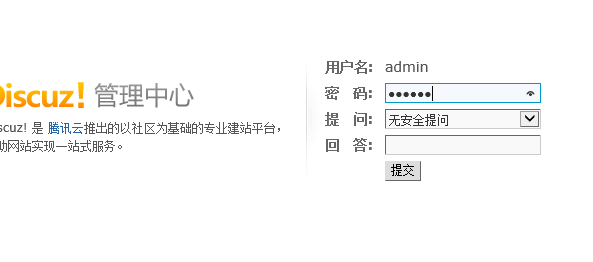 Discuz! 管理中心
scuz! 是 腾讯云推出的以社区为基础的专业建站平台，
助网站实现一站式服务。
用户名: admin
密 码: ●●●●●●
提 问: 无安全提问
回 答:
提交